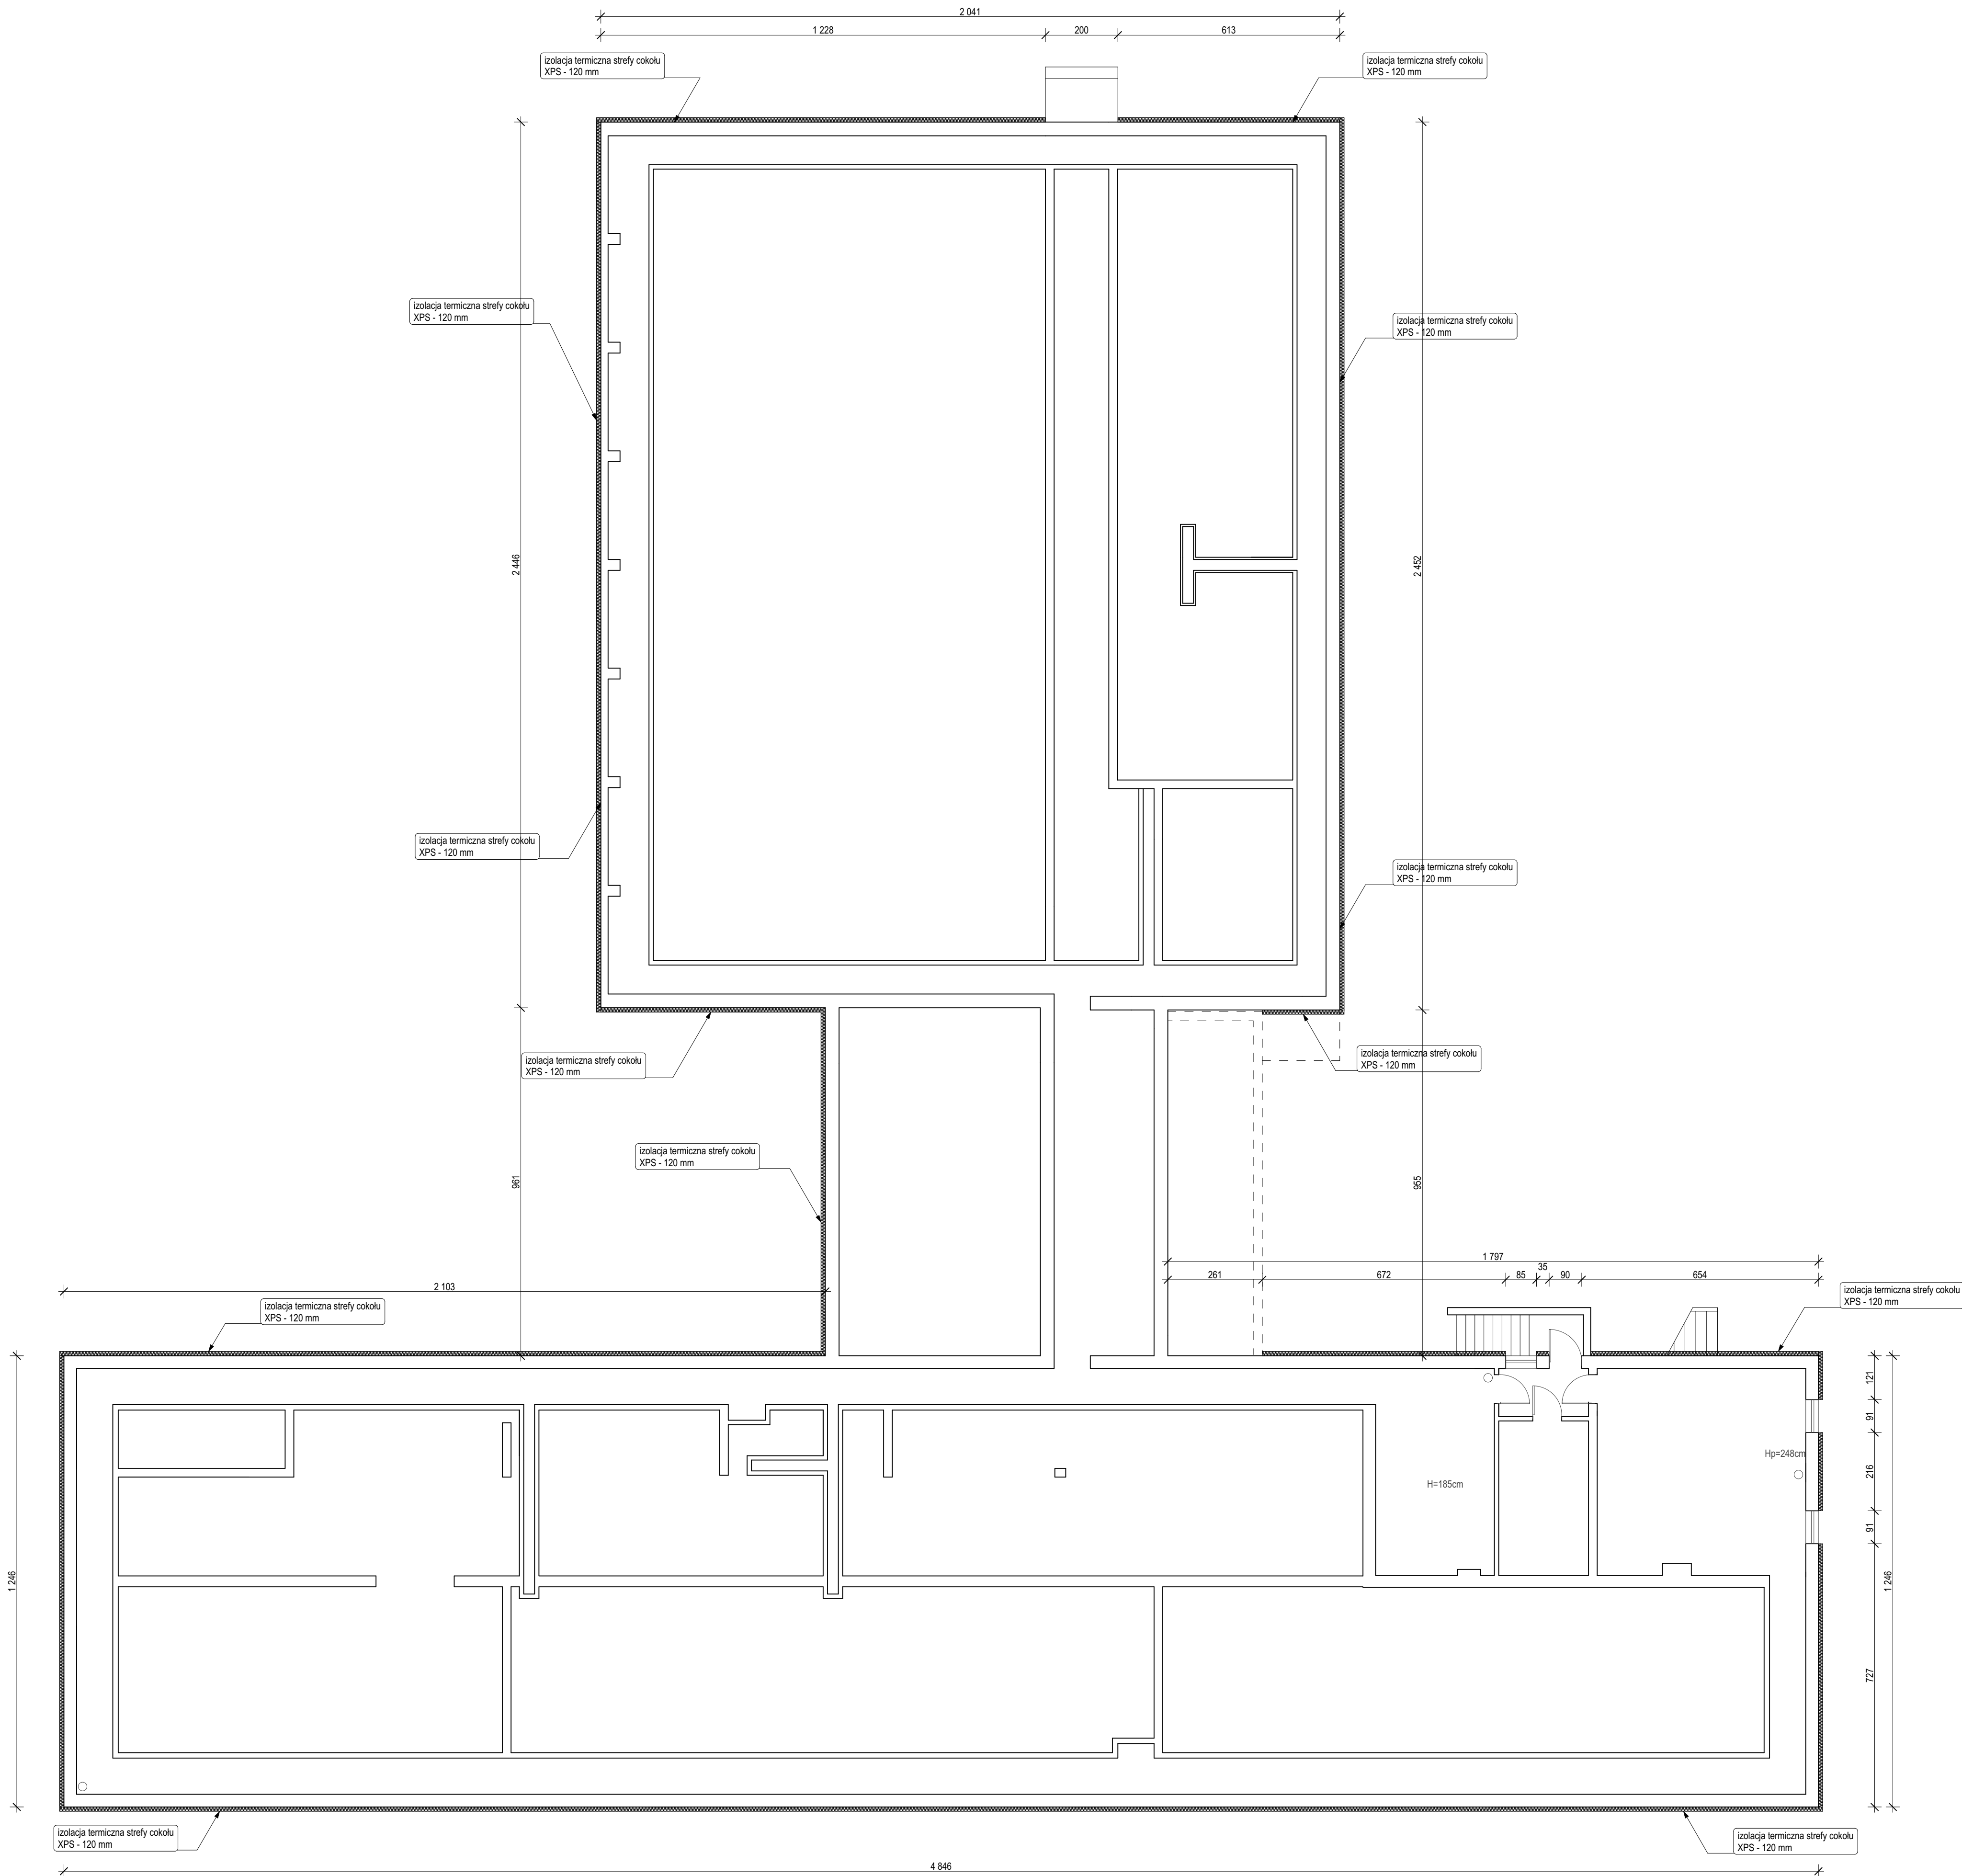 2 041
1 228
200
613
izolacja termiczna strefy cokołu
XPS - 120 mm
izolacja termiczna strefy cokołu
XPS - 120 mm
izolacja termiczna strefy cokołu
XPS - 120 mm
izolacja termiczna strefy cokołu
XPS - 120 mm
2 446
2 452
izolacja termiczna strefy cokołu
XPS - 120 mm
izolacja termiczna strefy cokołu
XPS - 120 mm
izolacja termiczna strefy cokołu
XPS - 120 mm
izolacja termiczna strefy cokołu
XPS - 120 mm
izolacja termiczna strefy cokołu
XPS - 120 mm
961
955
1 797
261
672
85
35
90
654
2 103
izolacja termiczna strefy cokołu
XPS - 120 mm
izolacja termiczna strefy cokołu
XPS - 120 mm
121
91
216
91
727
1 246
1 246
Hp=248cm
H=185cm
izolacja termiczna strefy cokołu
XPS - 120 mm
izolacja termiczna strefy cokołu
XPS - 120 mm
4 846